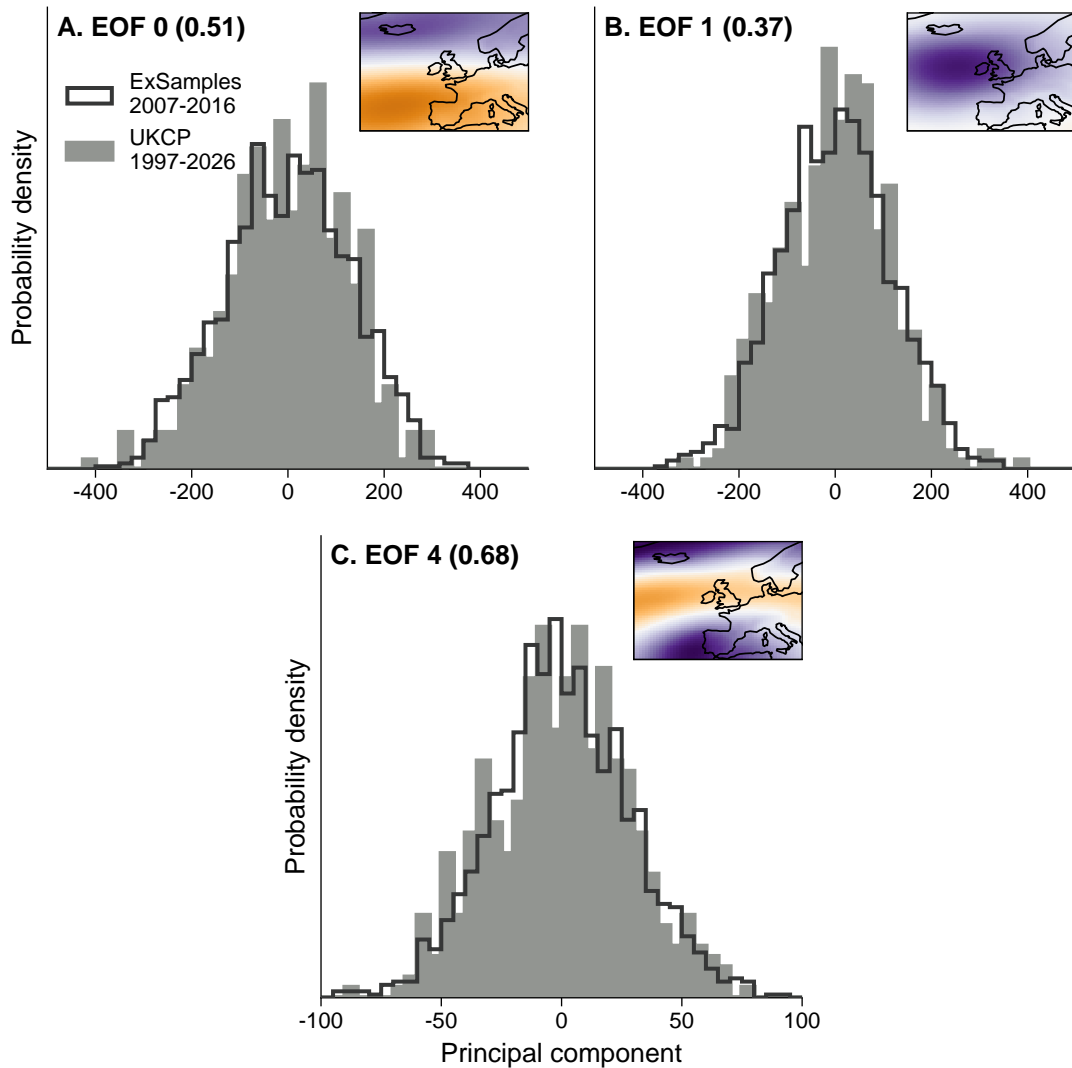 A. EOF 0 (0.51)
ExSamples
2007-2016
UKCP
1997-2026
Probability density
-400 -200 0 200 400
B. EOF 1 (0.37)
-400 -200 0 200 400
C. EOF 4 (0.68)
Probability density
-100 -50 0 50 100
Principal component